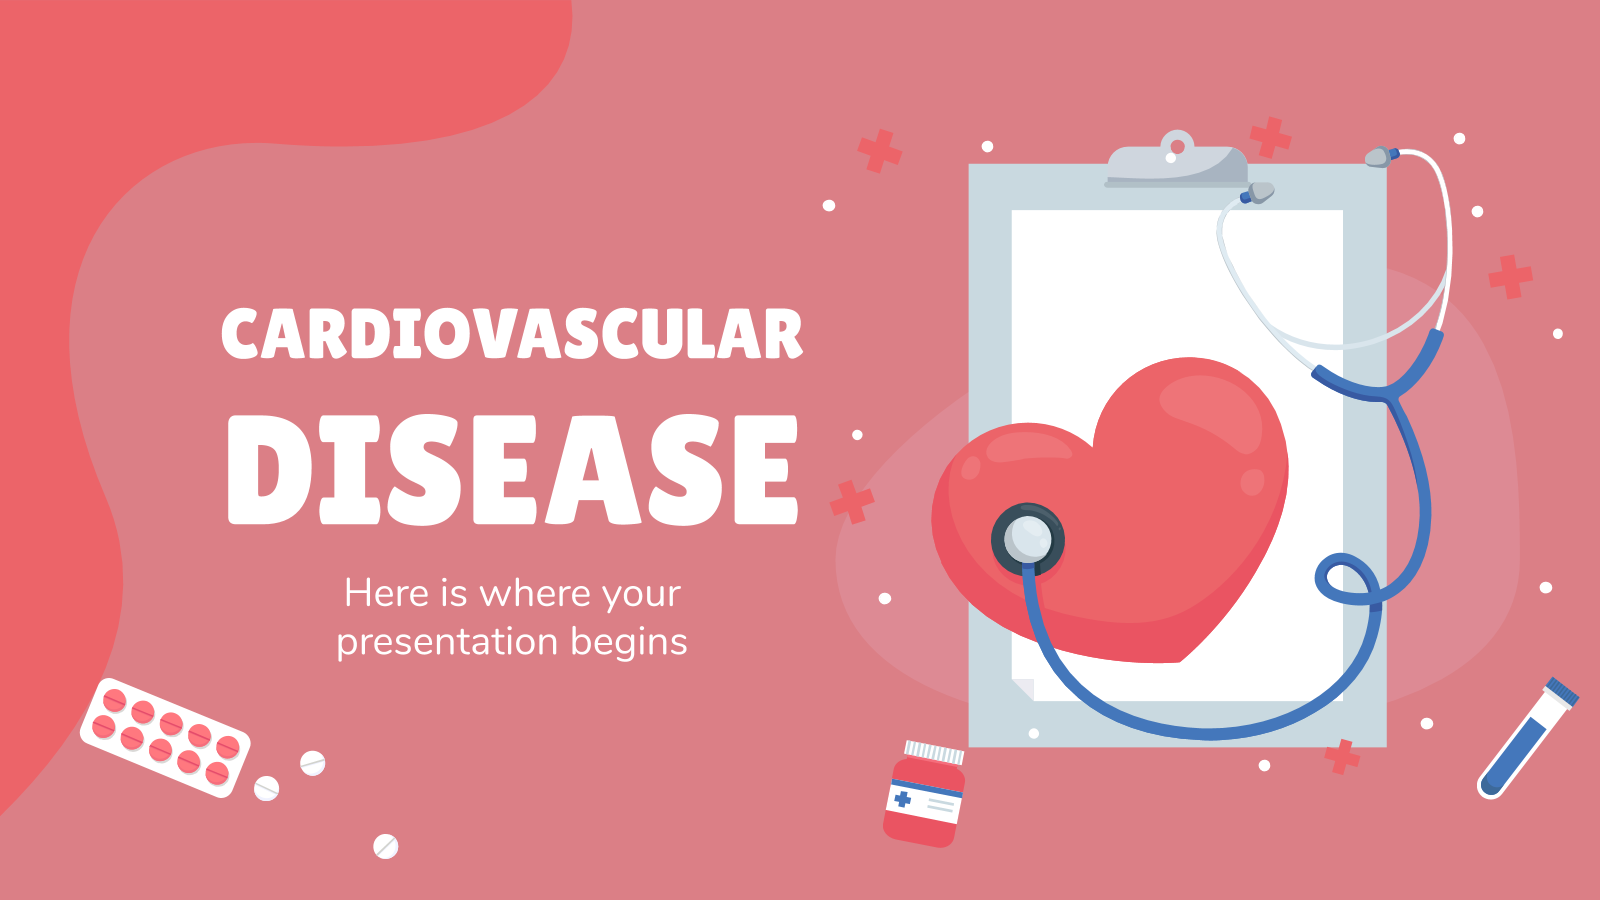 CARDIOVASCULAR
DISEASE
Here is where your
presentation begins